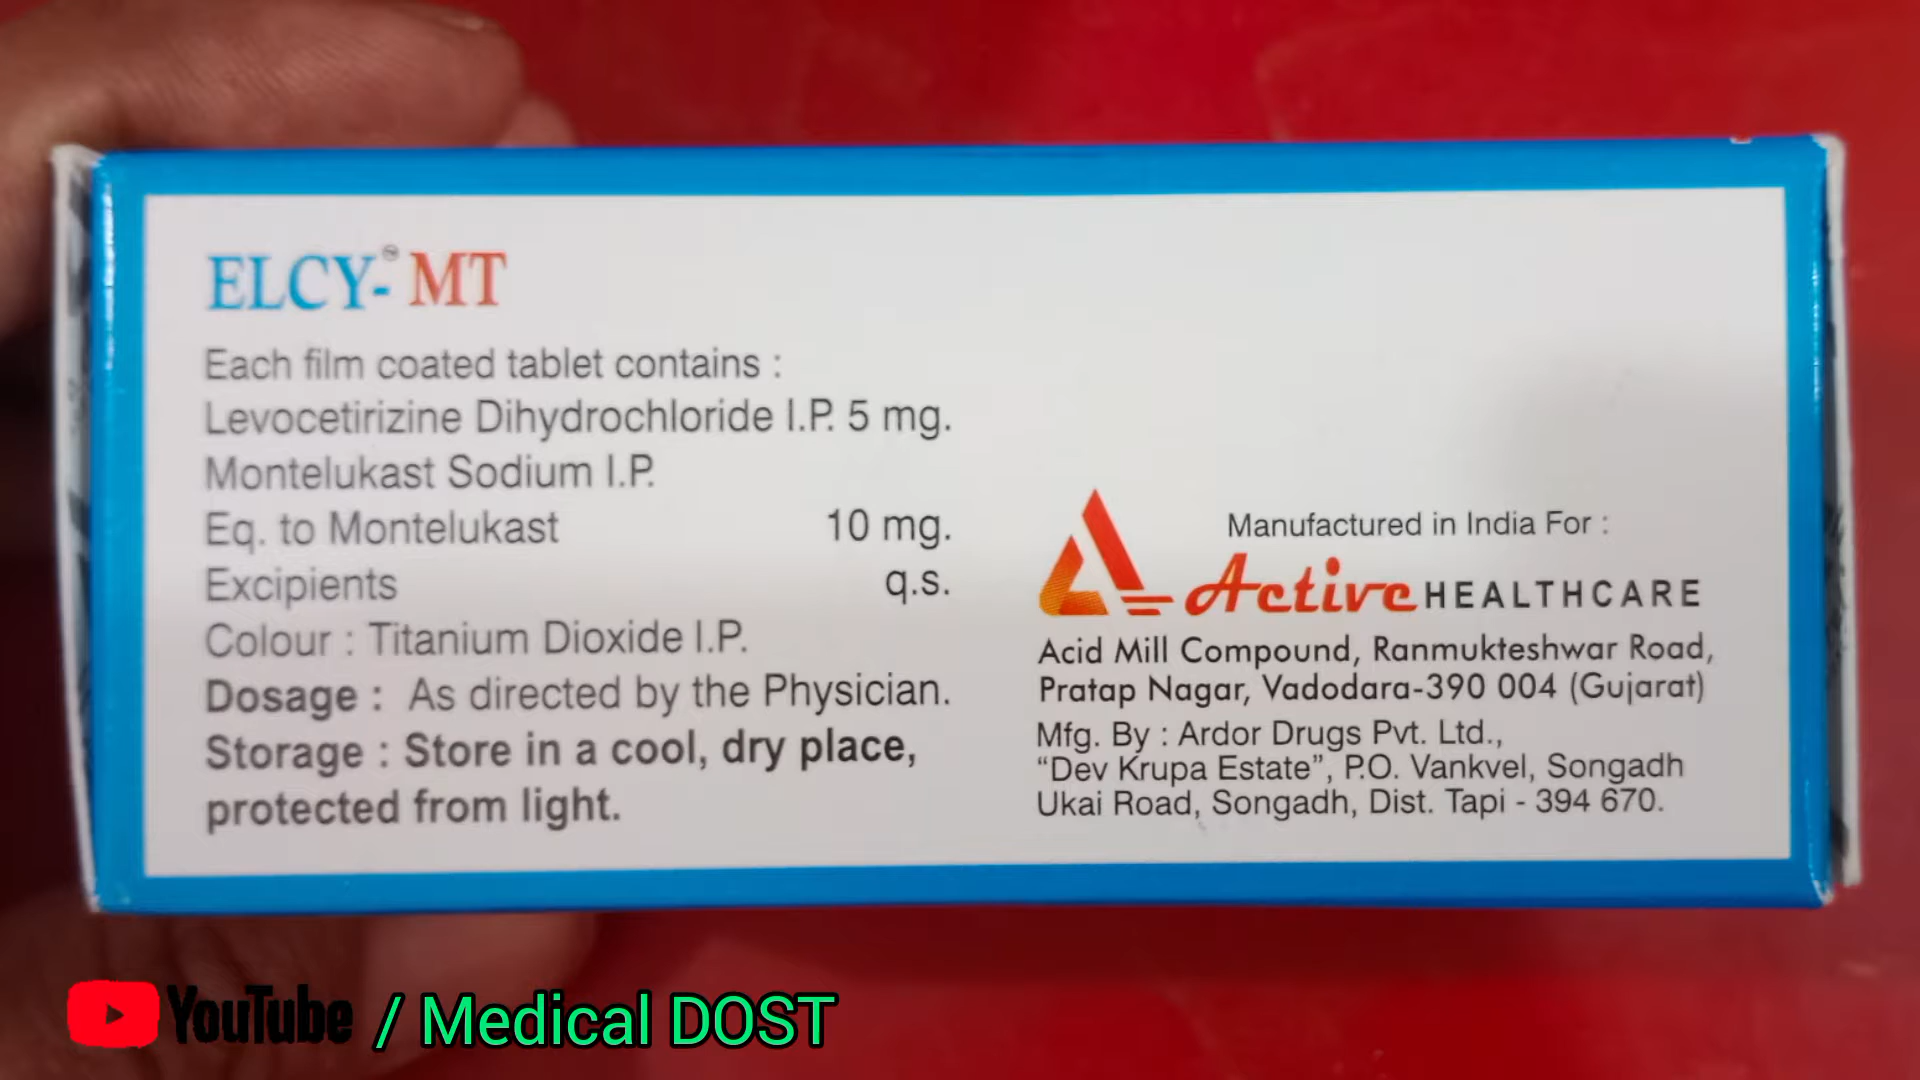 ELCY-™ MT
Each film coated tablet contains :
Levocetirizine Dihydrochloride I.P. 5 mg.
Montelukast Sodium I.P.
Eq. to Montelukast 10 mg.
Excipients q.s.
Colour : Titanium Dioxide I.P.
Dosage : As directed by the Physician.
Storage : Store in a cool, dry place,
protected from light.
Manufactured in India For :
Active HEALTHCARE
Acid Mill Compound, Ranmukteshwar Road,
Pratap Nagar, Vadodara-390 004 (Gujarat)
Mfg. By : Ardor Drugs Pvt. Ltd.,
“Dev Krupa Estate”, P.O. Vankvel, Songadh
Ukai Road, Songadh, Dist. Tapi - 394 670.
YouTube / Medical DOST